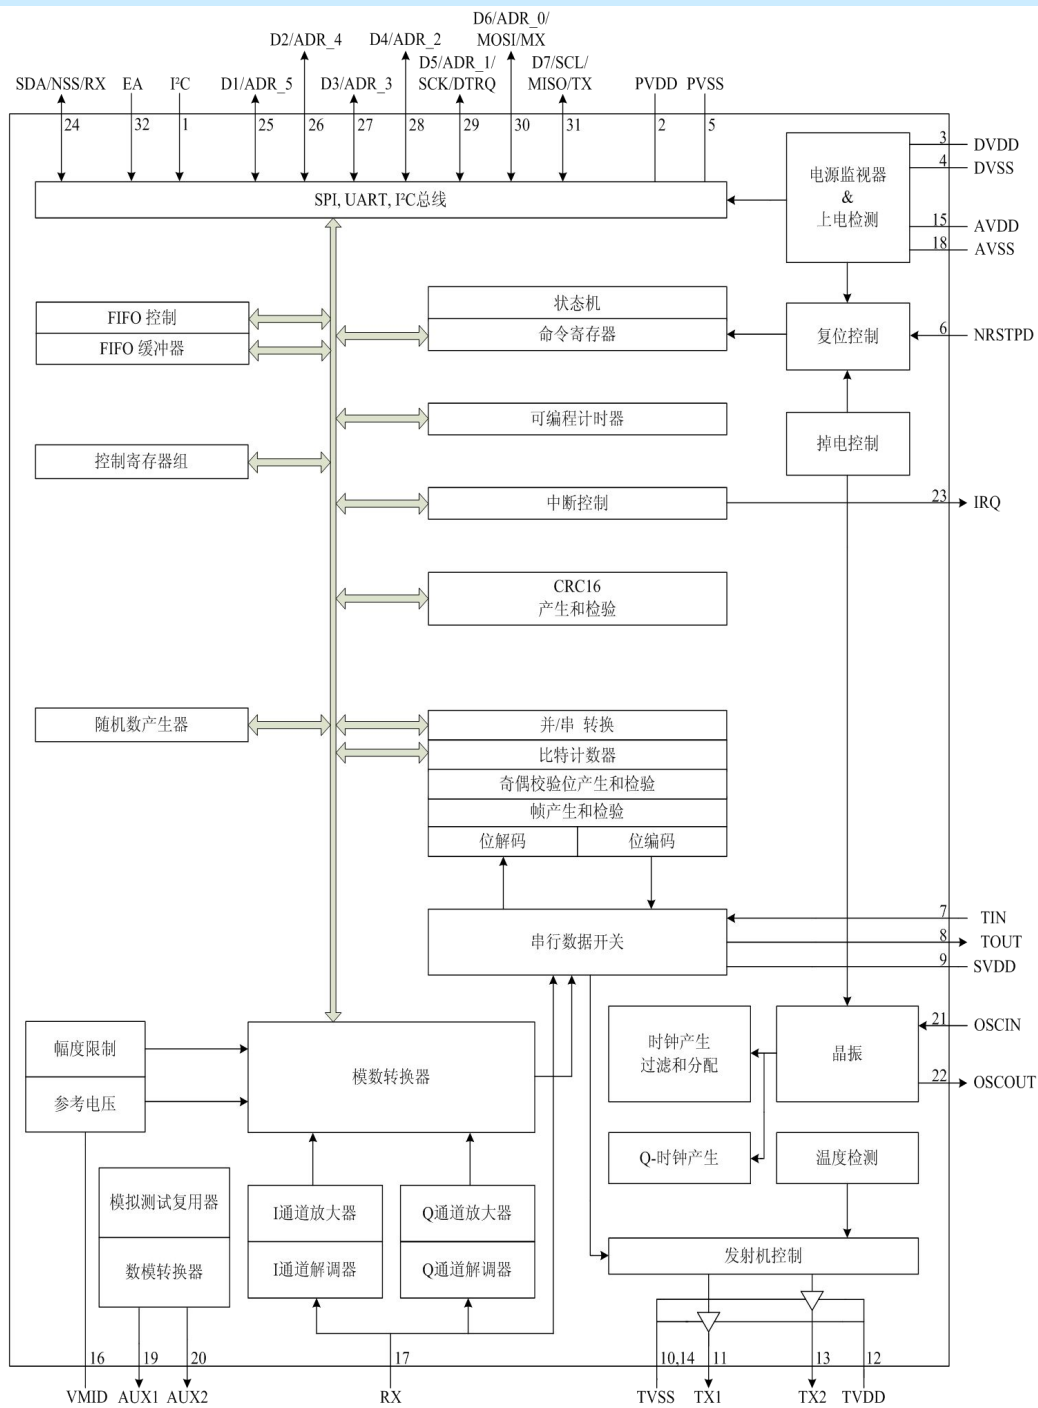 D6/ADR_0/
MOSI/MX
D2/ADR_4
D4/ADR_2
D5/ADR_1/
SCK/DTRQ
D7/SCL/
MISO/TX
SDA/NSS/RX
EA
I²C
D1/ADR_5
D3/ADR_3
PVDD
PVSS
24
32
1
25
26
27
28
29
30
31
2
5
SPI, UART, I²C总线
电源监视器
&
上电检测
3
DVDD
4
DVSS
15
AVDD
18
AVSS
FIFO 控制
FIFO 缓冲器
状态机
命令寄存器
复位控制
6
NRSTPD
可编程计时器
掉电控制
控制寄存器组
中断控制
23
IRQ
CRC16
产生和检验
随机数产生器
并/串 转换
比特计数器
奇偶校验位产生和检验
帧产生和检验
位解码
位编码
串行数据开关
7
TIN
8
TOUT
9
SVDD
幅度限制
参考电压
模数转换器
时钟产生
过滤和分配
晶振
21
OSCIN
22
OSCOUT
Q-时钟产生
温度检测
模拟测试复用器
数模转换器
I通道放大器
I通道解调器
Q通道放大器
Q通道解调器
发射机控制
16
19
20
17
10,14
11
13
12
VMID
AUX1
AUX2
RX
TVSS
TX1
TX2
TVDD